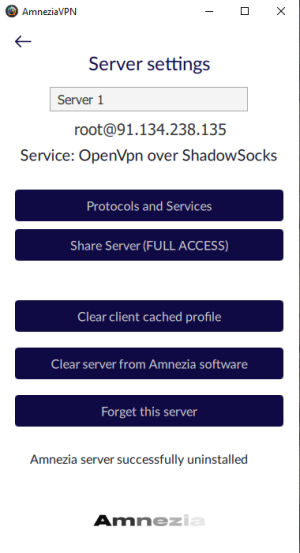 AmneziaVPN
Server settings
Server 1
root@91.134.238.135
Service: OpenVpn over ShadowSocks
Protocols and Services
Share Server (FULL ACCESS)
Clear client cached profile
Clear server from Amnezia software
Forget this server
Amnezia server successfully uninstalled
Amnezia